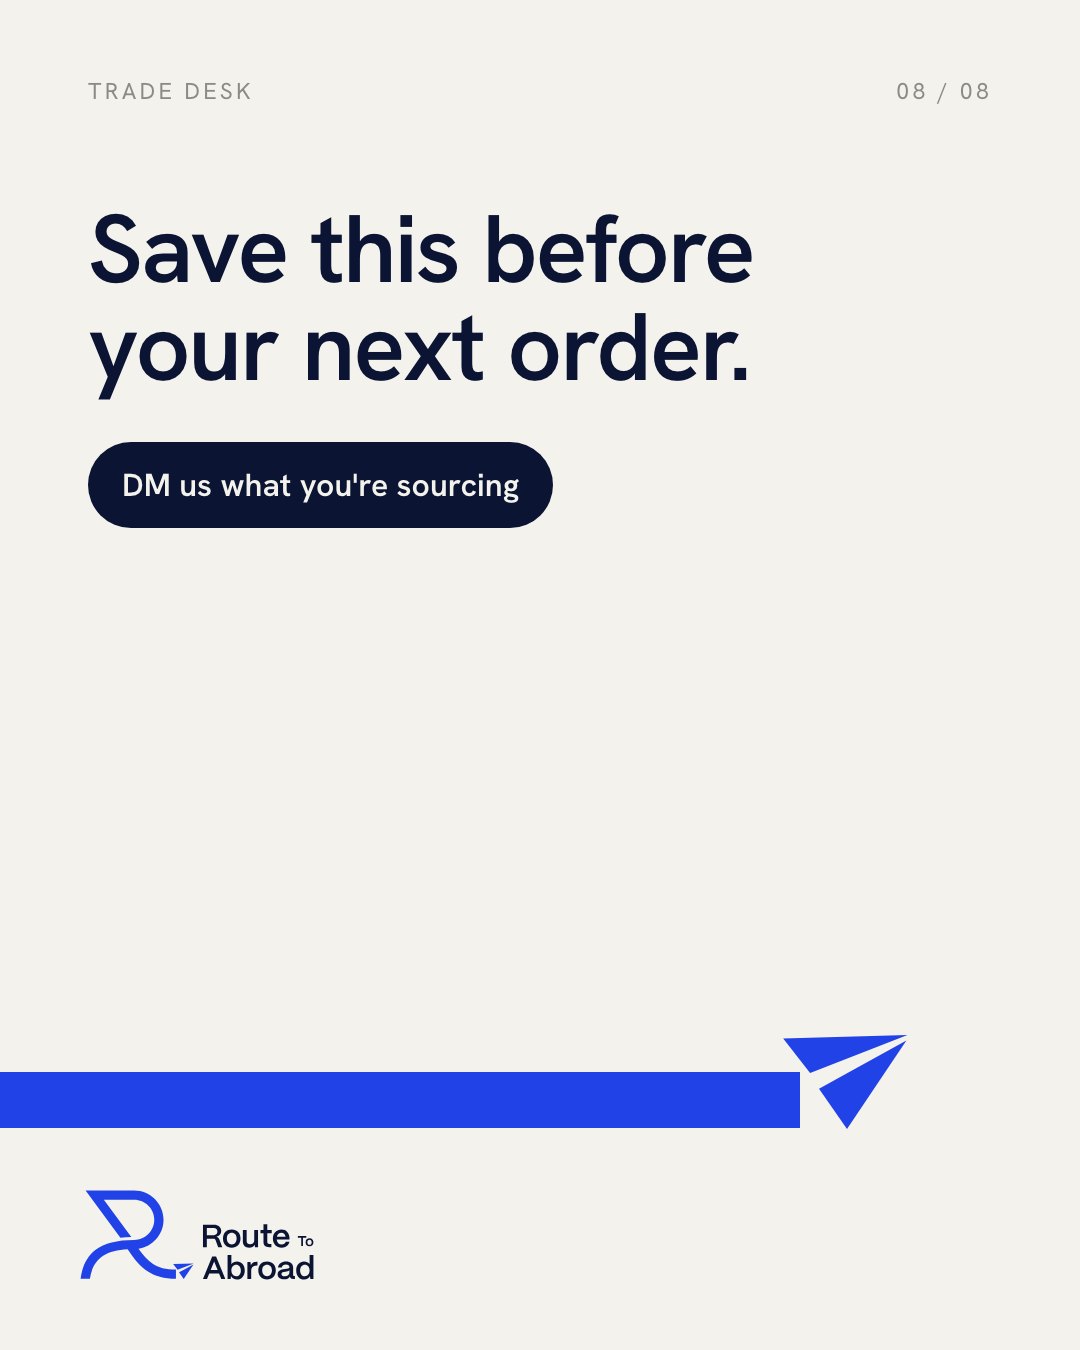 TRADE DESK
08 / 08
Save this before
your next order.
DM us what you're sourcing
Route To
Abroad